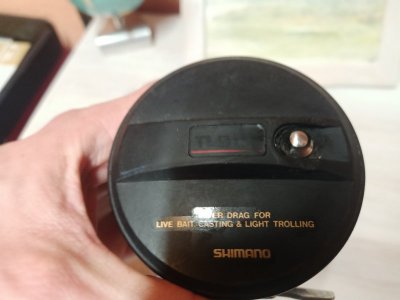 DRAG FOR
LIVE BAIT CASTING & LIGHT TROLLING
SHIMANO